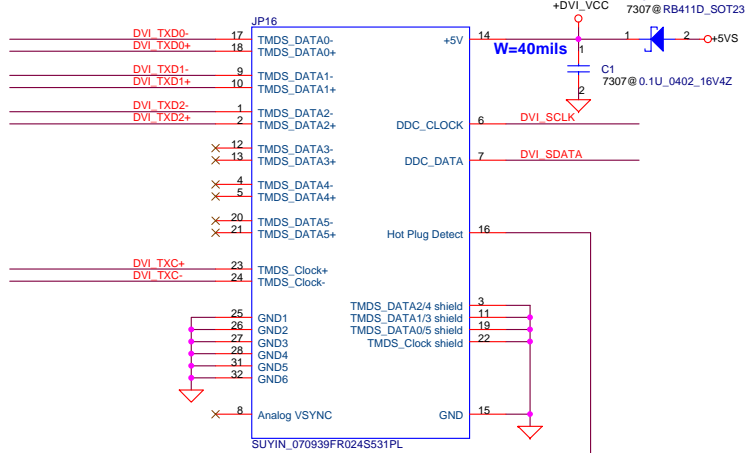 +DVI_VCC
7307@RB411D_SOT23
JP16
DVI_TXD0- 17 TMDS_DATA0- +5V 14 W=40mils 1 2 +5VS
DVI_TXD0+ 18 TMDS_DATA0+
1
DVI_TXD1- 9 TMDS_DATA1- C1
DVI_TXD1+ 10 TMDS_DATA1+ 7307@0.1U_0402_16V4Z
2
DVI_TXD2- 1 TMDS_DATA2-
DVI_TXD2+ 2 TMDS_DATA2+ DDC_CLOCK 6 DVI_SCLK
12 TMDS_DATA3-
13 TMDS_DATA3+ DDC_DATA 7 DVI_SDATA
4 TMDS_DATA4-
5 TMDS_DATA4+
20 TMDS_DATA5-
21 TMDS_DATA5+ Hot Plug Detect 16
DVI_TXC+ 23 TMDS_Clock+
DVI_TXC- 24 TMDS_Clock-
TMDS_DATA2/4 shield 3
25 GND1 TMDS_DATA1/3 shield 11
26 GND2 TMDS_DATA0/5 shield 19
27 GND3 TMDS_Clock shield 22
28 GND4
31 GND5
32 GND6
8 Analog VSYNC GND 15
SUYIN_070939FR024S531PL